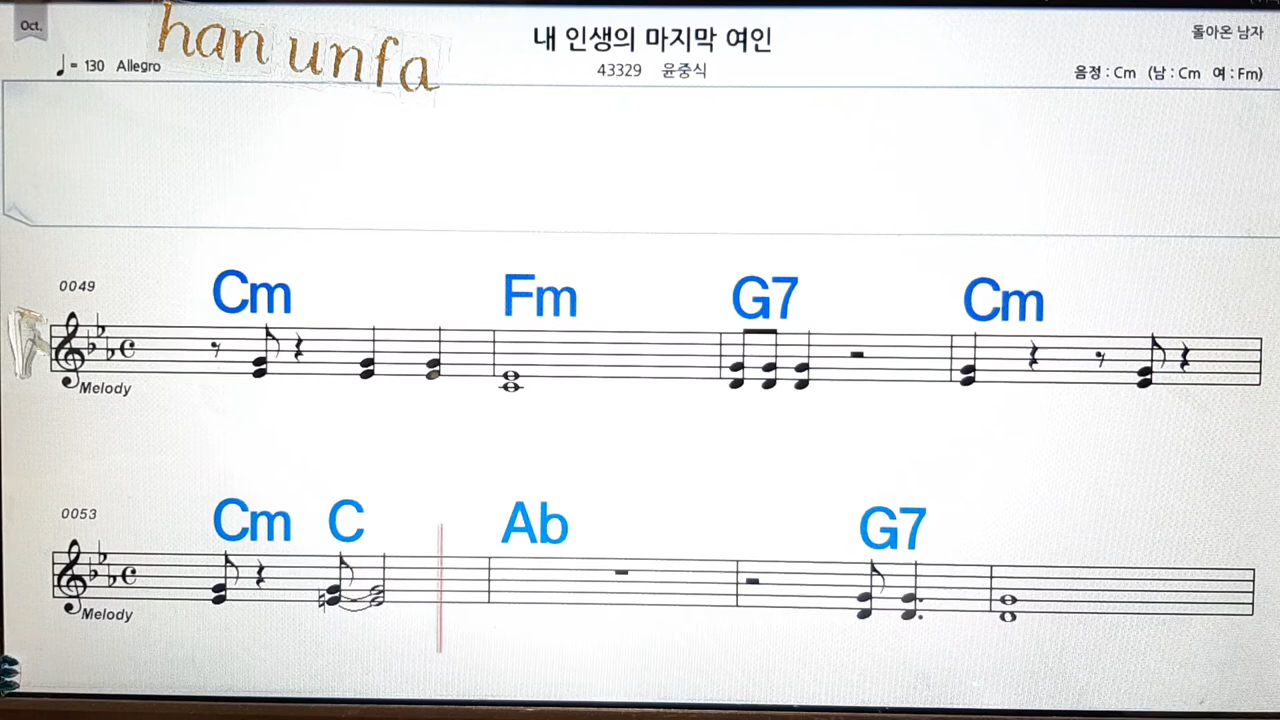 Oct.
han unfa
내 인생의 마지막 여인
돌아온 남자
♩= 130 Allegro
43329 윤중식
음정 : Cm (남 : Cm 여 : Fm)
0049
Cm Fm G7 Cm
Melody
0053
Cm C Ab G7
Melody